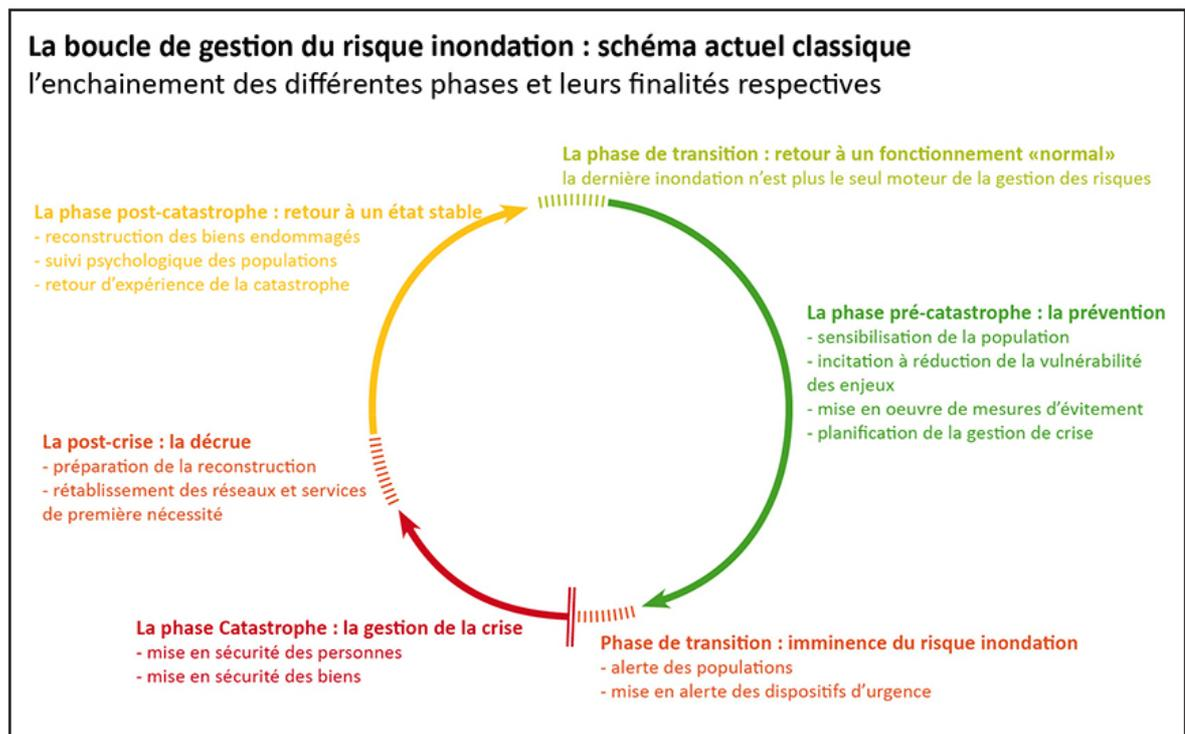 La boucle de gestion du risque inondation : schéma actuel classique
l'enchainement des différentes phases et leurs finalités respectives
La phase de transition : retour à un fonctionnement «normal»
la dernière inondation n'est plus le seul moteur de la gestion des risques
La phase post-catastrophe : retour à un état stable
- reconstruction des biens endommagés
- suivi psychologique des populations
- retour d'expérience de la catastrophe
La phase pré-catastrophe : la prévention
- sensibilisation de la population
- incitation à réduction de la vulnérabilité
des enjeux
- mise en oeuvre de mesures d'évitement
- planification de la gestion de crise
La post-crise : la décrue
- préparation de la reconstruction
- rétablissement des réseaux et services
de première nécessité
La phase Catastrophe : la gestion de la crise
- mise en sécurité des personnes
- mise en sécurité des biens
Phase de transition : imminence du risque inondation
- alerte des populations
- mise en alerte des dispositifs d'urgence